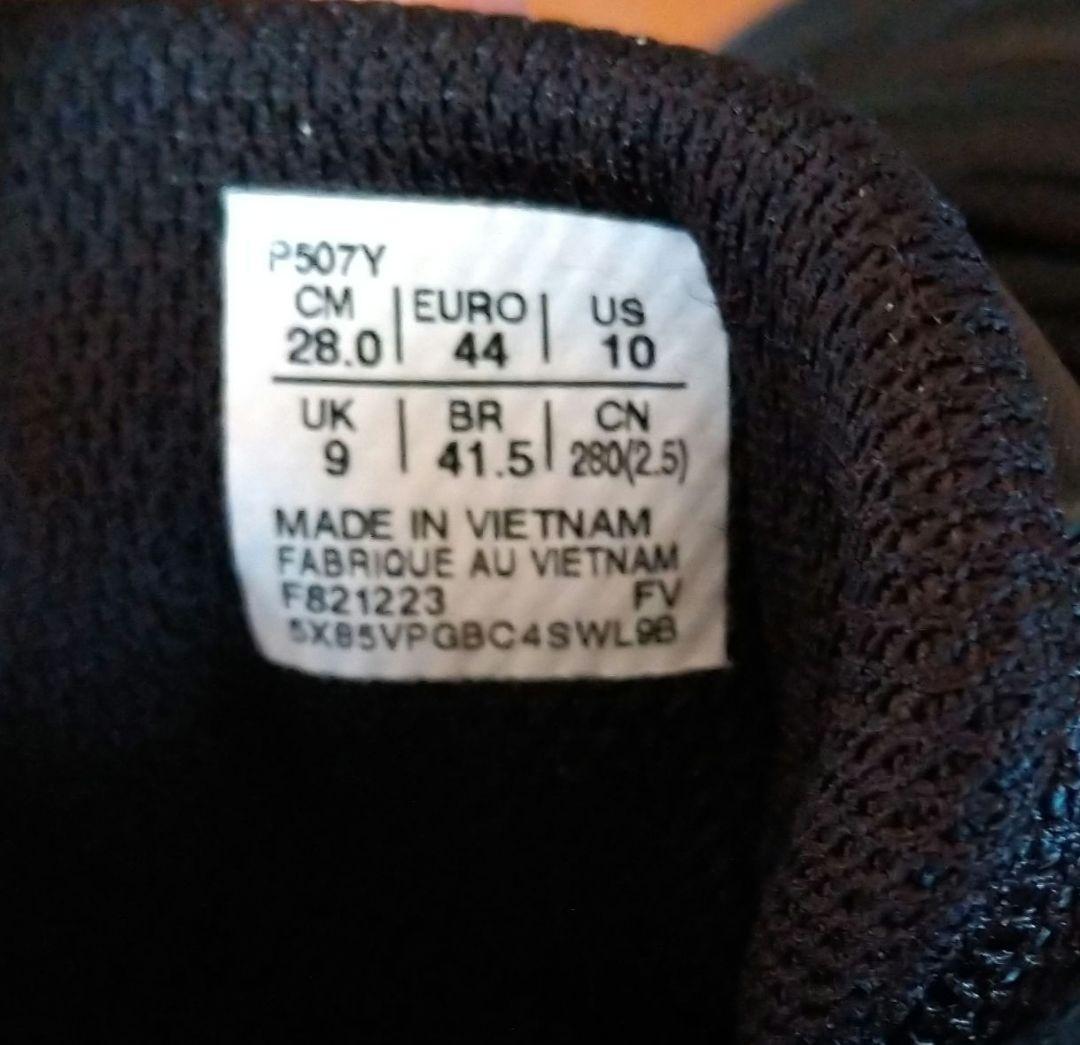 P507Y
CM | EURO | US
28.0 | 44 | 10
UK | BR | CN
9 | 41.5 | 280(2.5)
MADE IN VIETNAM
FABRIQUE AU VIETNAM
F821223 FV
5X85VPGBC4SWL9B